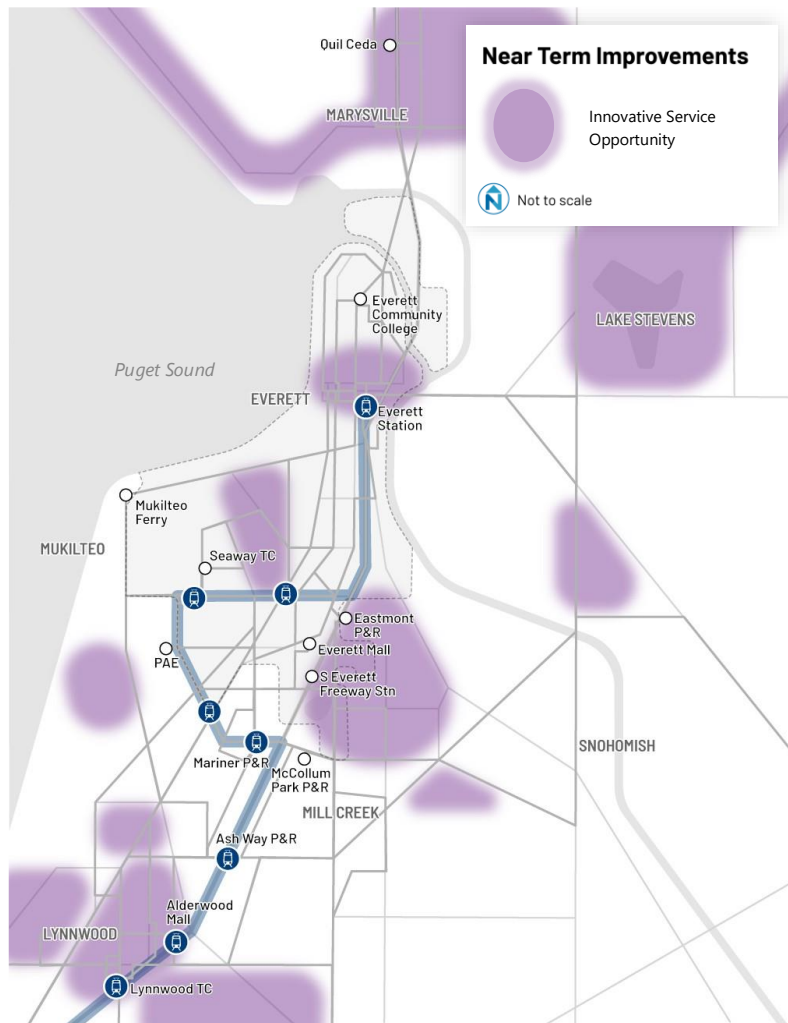 Quil Ceda
Near Term Improvements
Innovative Service
Opportunity
MARYSVILLE
N
Not to scale
Everett
Community
College
LAKE STEVENS
Puget Sound
EVERETT
Everett
Station
Mukilteo
Ferry
MUKILTEO
Seaway TC
Eastmont
P&R
Everett Mall
PAE
S Everett
Freeway Stn
SNOHOMISH
Mariner P&R
McCollum
Park P&R
MILL CREEK
Ash Way P&R
Alderwood
Mall
LYNNWOOD
Lynnwood TC